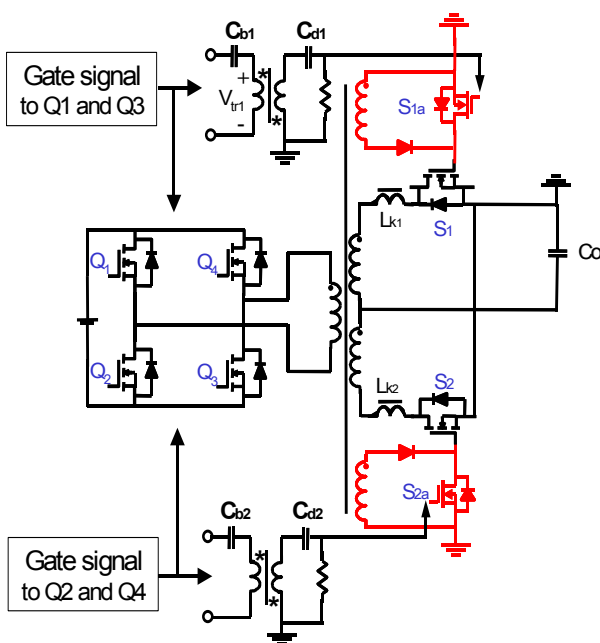 Cb1
Cd1
Gate signal
to Q1 and Q3
+
Vtr1
-
*
*
S1a
Lk1
S1
Co
Q1
Q4
Q2
Q3
Lk2
S2
S2a
Cb2
Cd2
*
*
Gate signal
to Q2 and Q4